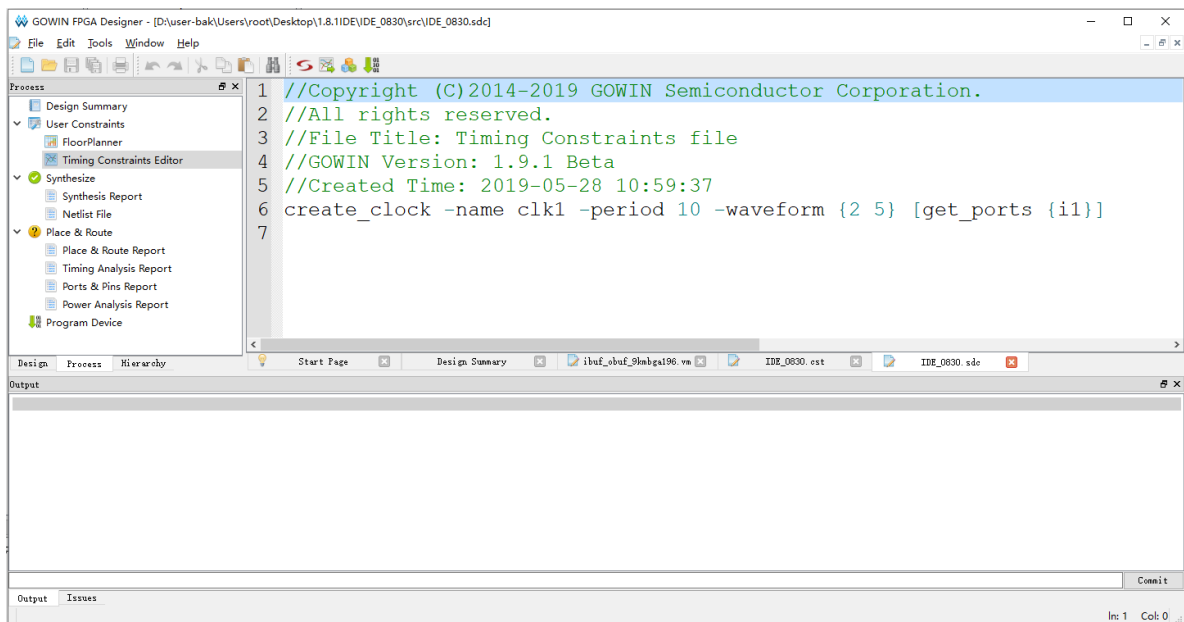 GOWIN FPGA Designer - [D:\user-bak\Users\root\Desktop\1.8.1IDE\IDE_0830\src\IDE_0830.sdc]
File Edit Tools Window Help
Process
Design Summary
User Constraints
FloorPlanner
Timing Constraints Editor
Synthesize
Synthesis Report
Netlist File
Place & Route
Place & Route Report
Timing Analysis Report
Ports & Pins Report
Power Analysis Report
Program Device
Design Process Hierarchy
1 //Copyright (C)2014-2019 GOWIN Semiconductor Corporation.
2 //All rights reserved.
3 //File Title: Timing Constraints file
4 //GOWIN Version: 1.9.1 Beta
5 //Created Time: 2019-05-28 10:59:37
6 create_clock -name clk1 -period 10 -waveform {2 5} [get_ports {i1}]
7
Start Page Design Summary ibuf_obuf_9kmbga196.vm IDE_0830.cst IDE_0830.sdc
Output
Commit
Output Issues
ln: 1 Col: 0